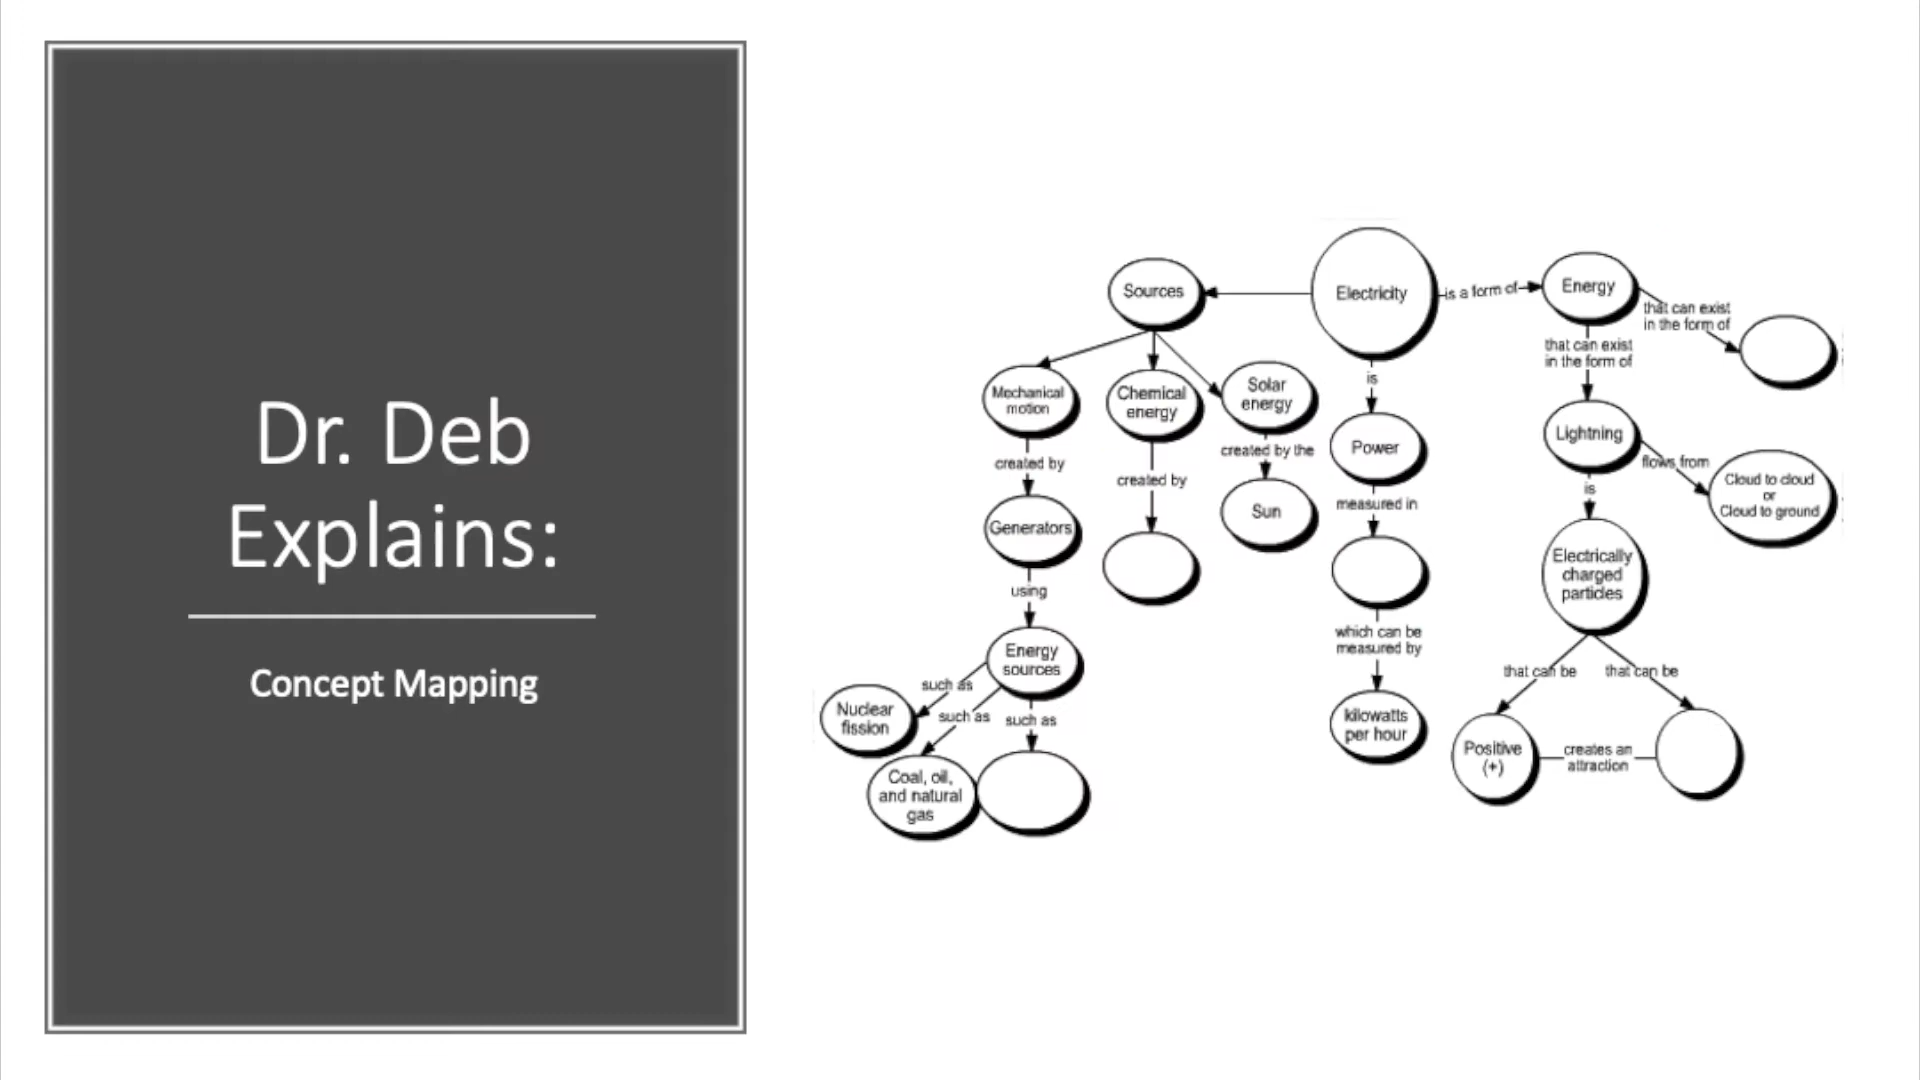 Dr. Deb
Explains:
Concept Mapping
Sources
Electricity
is a form of
Energy
that can exist
in the form of
that can exist
in the form of
Mechanical
motion
Chemical
energy
Solar
energy
is
Power
Lightning
flows from
Cloud to cloud
or
Cloud to ground
created by
created by
created by the
Sun
measured in
is
Generators
Electrically
charged
particles
using
which can be
measured by
Energy
sources
that can be
that can be
such as
such as
such as
Nuclear
fission
Coal, oil,
and natural
gas
kilowatts
per hour
Positive
(+)
creates an
attraction